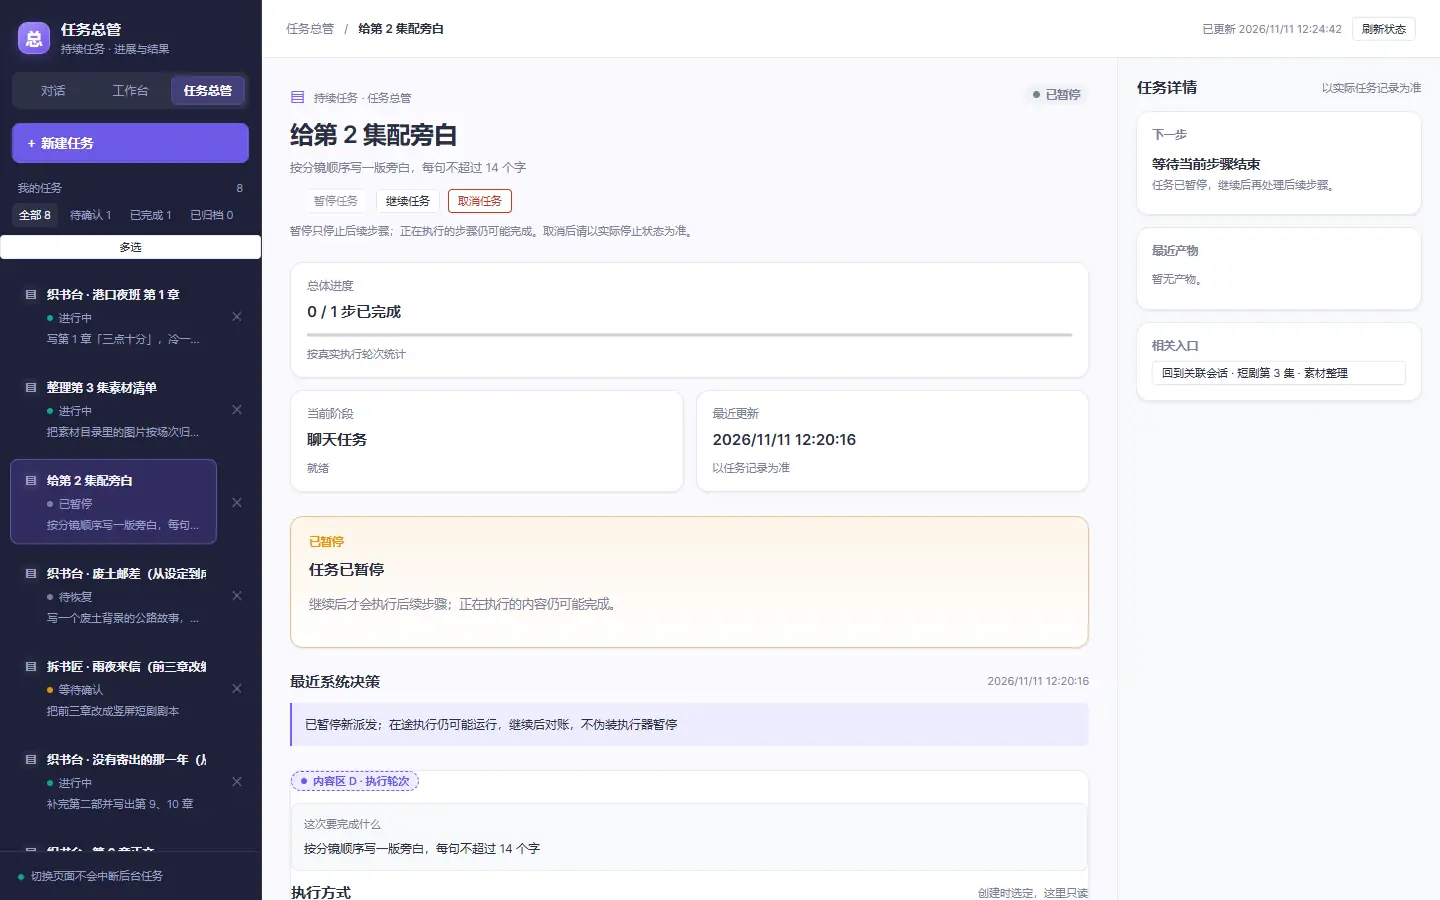 总
任务总管
持续任务 · 进展与结果
对话
工作台
任务总管
+ 新建任务
我的任务
8
全部 8
待确认 1
已完成 1
已归档 0
多选
织书台 · 港口夜班 第 1 章
进行中
写第 1 章「三点十分」，冷一...
整理第 3 集素材清单
进行中
把素材目录里的图片按场次归...
给第 2 集配旁白
已暂停
按分镜顺序写一版旁白，每句...
织书台 · 废土邮差（从设定到
待恢复
写一个废土背景的公路故事，...
拆书匠 · 雨夜来信（前三章改
等待确认
把前三章改成竖屏短剧剧本
织书台 · 没有寄出的那一年（
进行中
补完第二部并写出第 9、10 章
切换页面不会中断后台任务
任务总管 / 给第 2 集配旁白
已更新 2026/11/11 12:24:42
刷新状态
持续任务 · 任务总管
已暂停
给第 2 集配旁白
按分镜顺序写一版旁白，每句不超过 14 个字
暂停任务
继续任务
取消任务
暂停只停止后续步骤；正在执行的步骤仍可能完成。取消后请以实际停止状态为准。
总体进度
0 / 1 步已完成
按真实执行轮次统计
当前阶段
聊天任务
就绪
最近更新
2026/11/11 12:20:16
以任务记录为准
已暂停
任务已暂停
继续后才会执行后续步骤；正在执行的内容仍可能完成。
最近系统决策
2026/11/11 12:20:16
已暂停新派发；在途执行仍可能运行，继续后对账，不伪装执行器暂停
内容区 D · 执行轮次
这次要完成什么
按分镜顺序写一版旁白，每句不超过 14 个字
执行方式
创建时选定，这里只读
任务详情
以实际任务记录为准
下一步
等待当前步骤结束
任务已暂停，继续后再处理后续步骤。
最近产物
暂无产物。
相关入口
回到关联会话 · 短剧第 3 集 · 素材整理